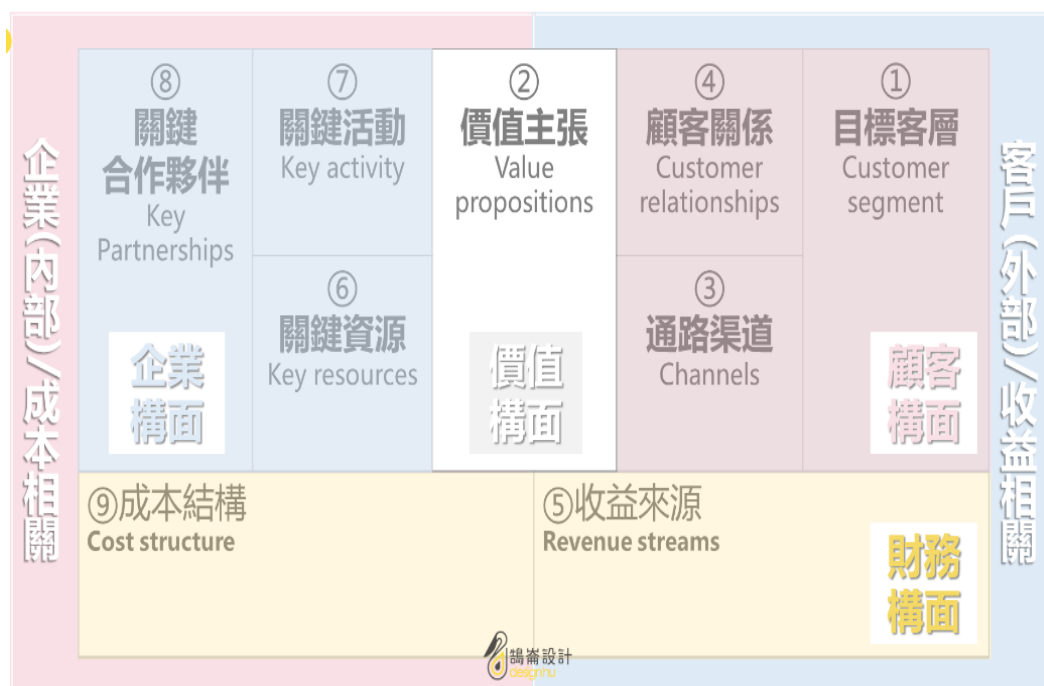 企業(內部)/成本相關
⑧
關鍵
合作夥伴
Key
Partnerships
企業
構面
⑦
關鍵活動
Key activity
⑥
關鍵資源
Key resources
②
價值主張
Value
propositions
價值
構面
④
顧客關係
Customer
relationships
③
通路渠道
Channels
①
目標客層
Customer
segment
顧客
構面
客戶(外部)/收益相關
⑨成本結構
Cost structure
⑤收益來源
Revenue streams
財務
構面
鵠崙設計
designhu